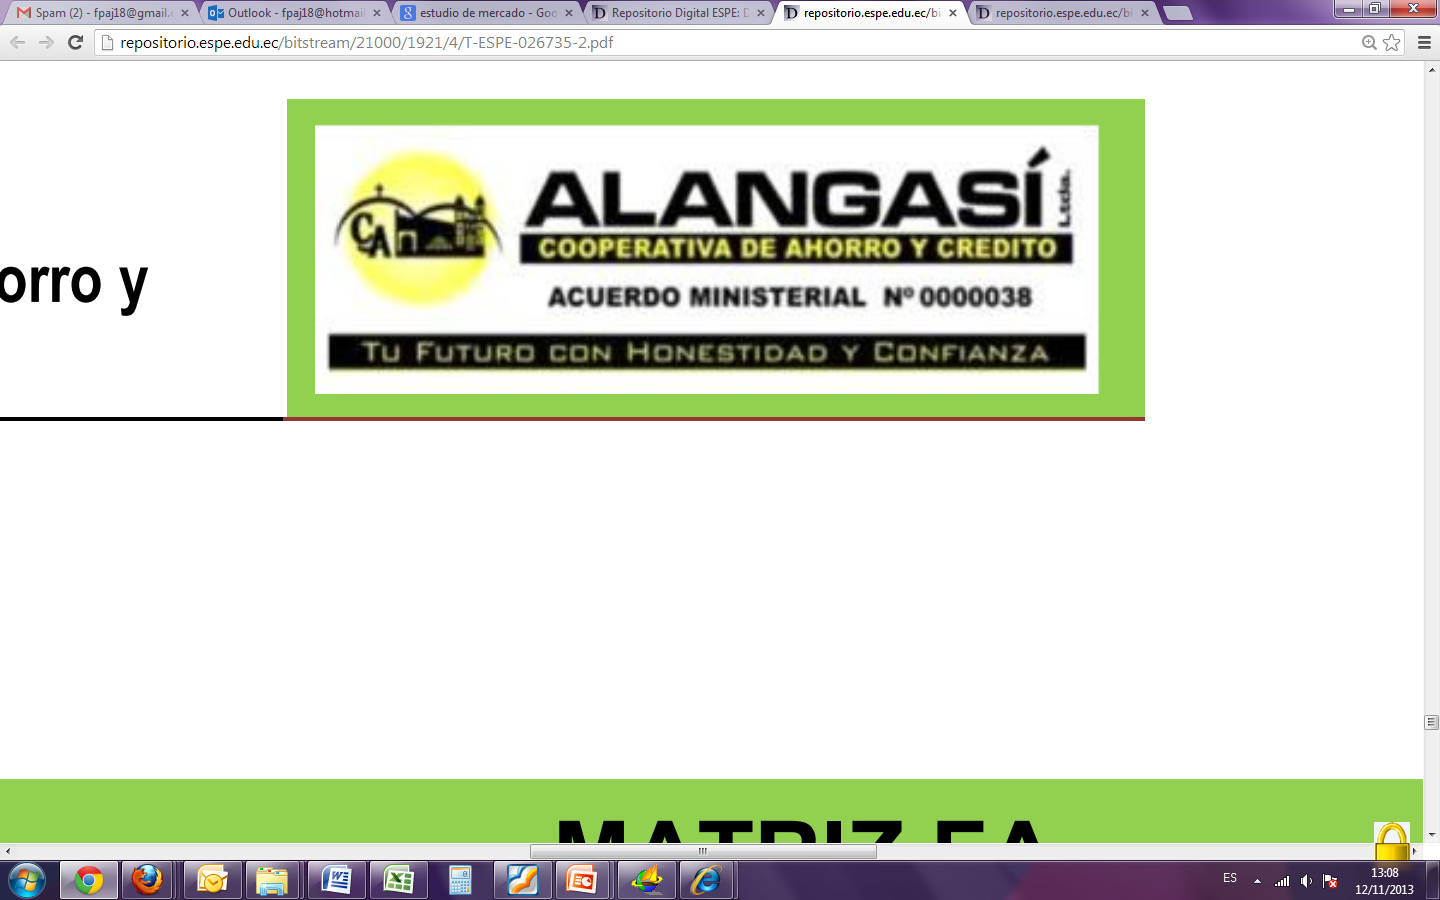 Spam (2) - fpaj18@gmail.c
Outlook - fpaj18@hotmail
estudio de mercado - Goo
Repositorio Digital ESPE: D
repositorio.espe.edu.ec/bi
repositorio.espe.edu.ec/bi
repositorio.espe.edu.ec/bitstream/21000/1921/4/T-ESPE-026735-2.pdf
orro y
CA
ALANGASÍ Ltda.
COOPERATIVA DE AHORRO Y CREDITO
ACUERDO MINISTERIAL Nº 0000038
TU FUTURO CON HONESTIDAD Y CONFIANZA
MATRIZ EA
ES
13:08
12/11/2013